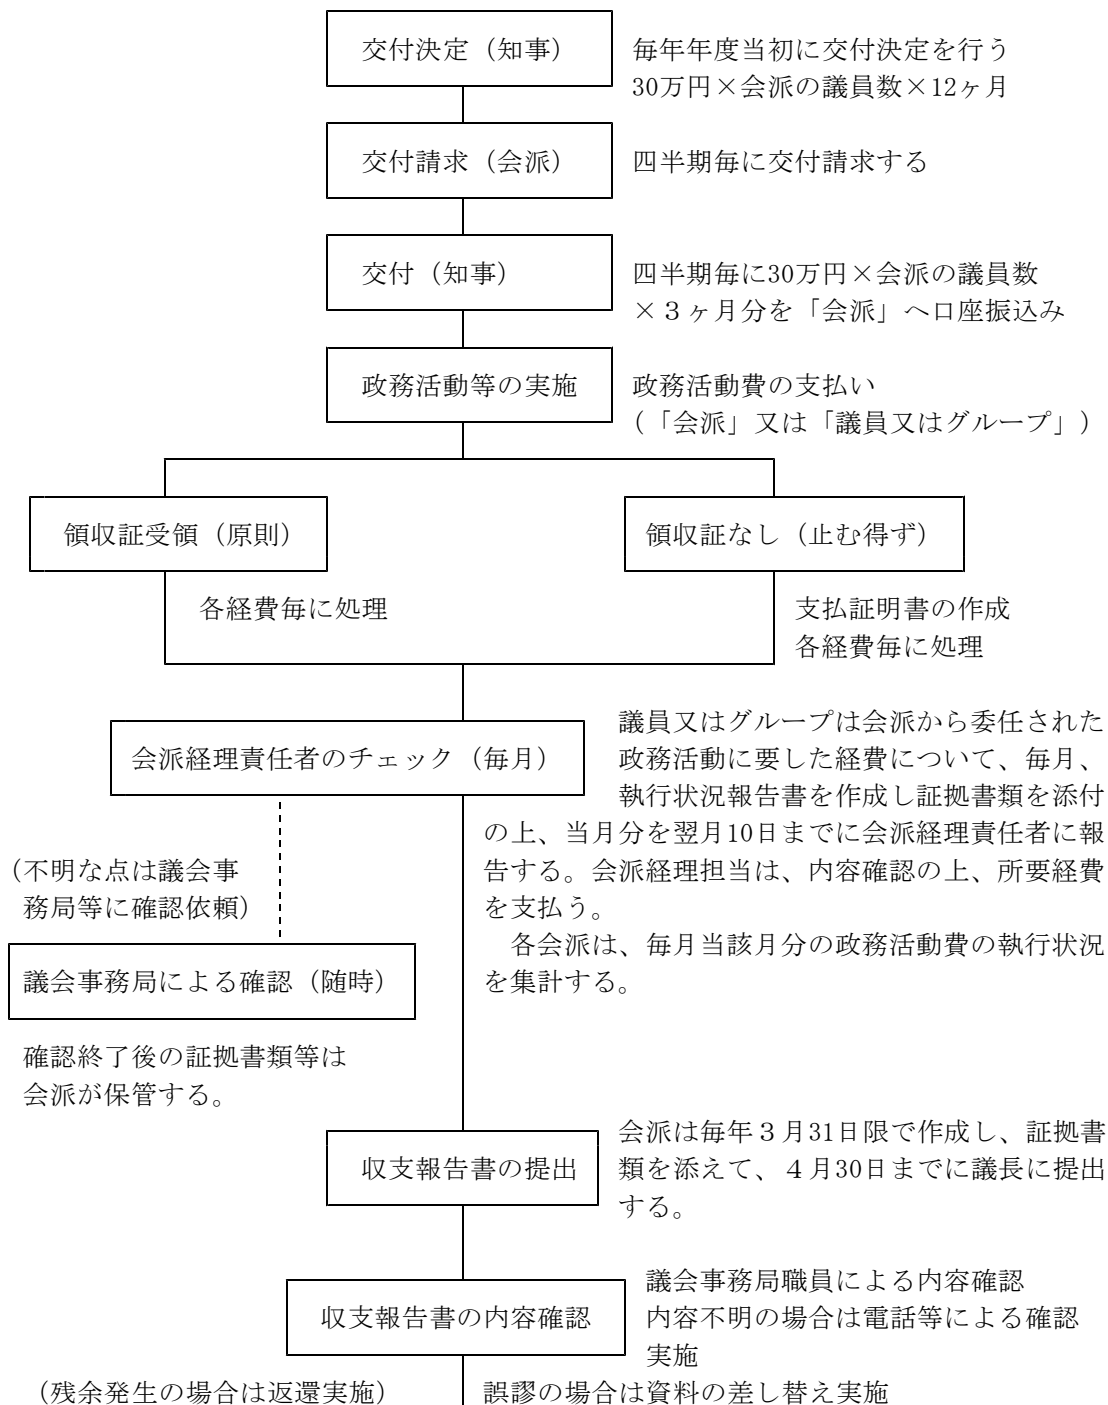 交付決定（知事）
毎年年度当初に交付決定を行う
30万円×会派の議員数×12ヶ月
交付請求（会派）
四半期毎に交付請求する
交付（知事）
四半期毎に30万円×会派の議員数
×３ヶ月分を「会派」へ口座振込み
政務活動等の実施
政務活動費の支払い
（「会派」又は「議員又はグループ」）
領収証受領（原則）
領収証なし（止む得ず）
各経費毎に処理
支払証明書の作成
各経費毎に処理
会派経理責任者のチェック（毎月）
議員又はグループは会派から委任された
政務活動に要した経費について、毎月、
執行状況報告書を作成し証拠書類を添付
の上、当月分を翌月10日までに会派経理責任者に報
告する。会派経理担当は、内容確認の上、所要経費
を支払う。
各会派は、毎月当該月分の政務活動費の執行状況
を集計する。
（不明な点は議会事
務局等に確認依頼）
議会事務局による確認（随時）
確認終了後の証拠書類等は
会派が保管する。
収支報告書の提出
会派は毎年３月31日限で作成し、証拠書
類を添えて、４月30日までに議長に提出
する。
収支報告書の内容確認
議会事務局職員による内容確認
内容不明の場合は電話等による確認
実施
（残余発生の場合は返還実施）
誤謬の場合は資料の差し替え実施